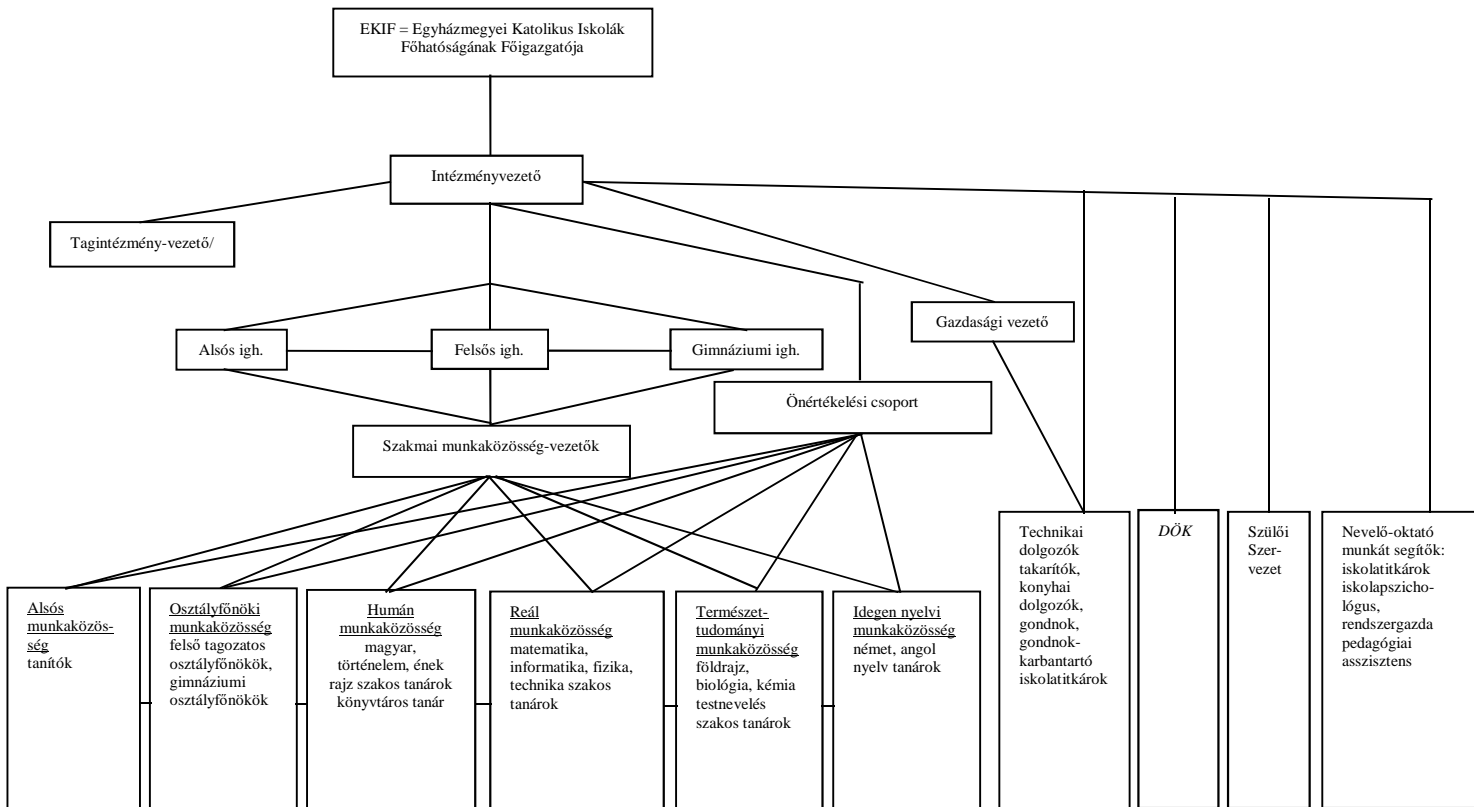 EKIF = Egyházmegyei Katolikus Iskolák
Főhatóságának Főigazgatója
Intézményvezető
Tagintézmény-vezető/
Gazdasági vezető
Alsós igh.
Felsős igh.
Gimnáziumi igh.
Önértékelési csoport
Szakmai munkaközösség-vezetők
Alsós
munkaközös-
ség
tanítók
Osztályfőnöki
munkaközösség
felső tagozatos
osztályfőnökök,
gimnáziumi
osztályfőnökök
Humán
munkaközösség
magyar,
történelem, ének
rajz szakos tanárok
könyvtáros tanár
Reál
munkaközösség
matematika,
informatika, fizika,
technika szakos
tanárok
Természet-
tudományi
munkaközösség
földrajz,
biológia, kémia
testnevelés
szakos tanárok
Idegen nyelvi
munkaközösség
német, angol
nyelv tanárok
Technikai
dolgozók
takarítók,
konyhai
dolgozók,
gondnok,
gondnok-
karbantartó
iskolatitkárok
DÖK
Szülői
Szer-
vezet
Nevelő-oktató
munkát segítők:
iskolatitkárok
iskolapszicho-
lógus,
rendszergazda
pedagógiai
asszisztens